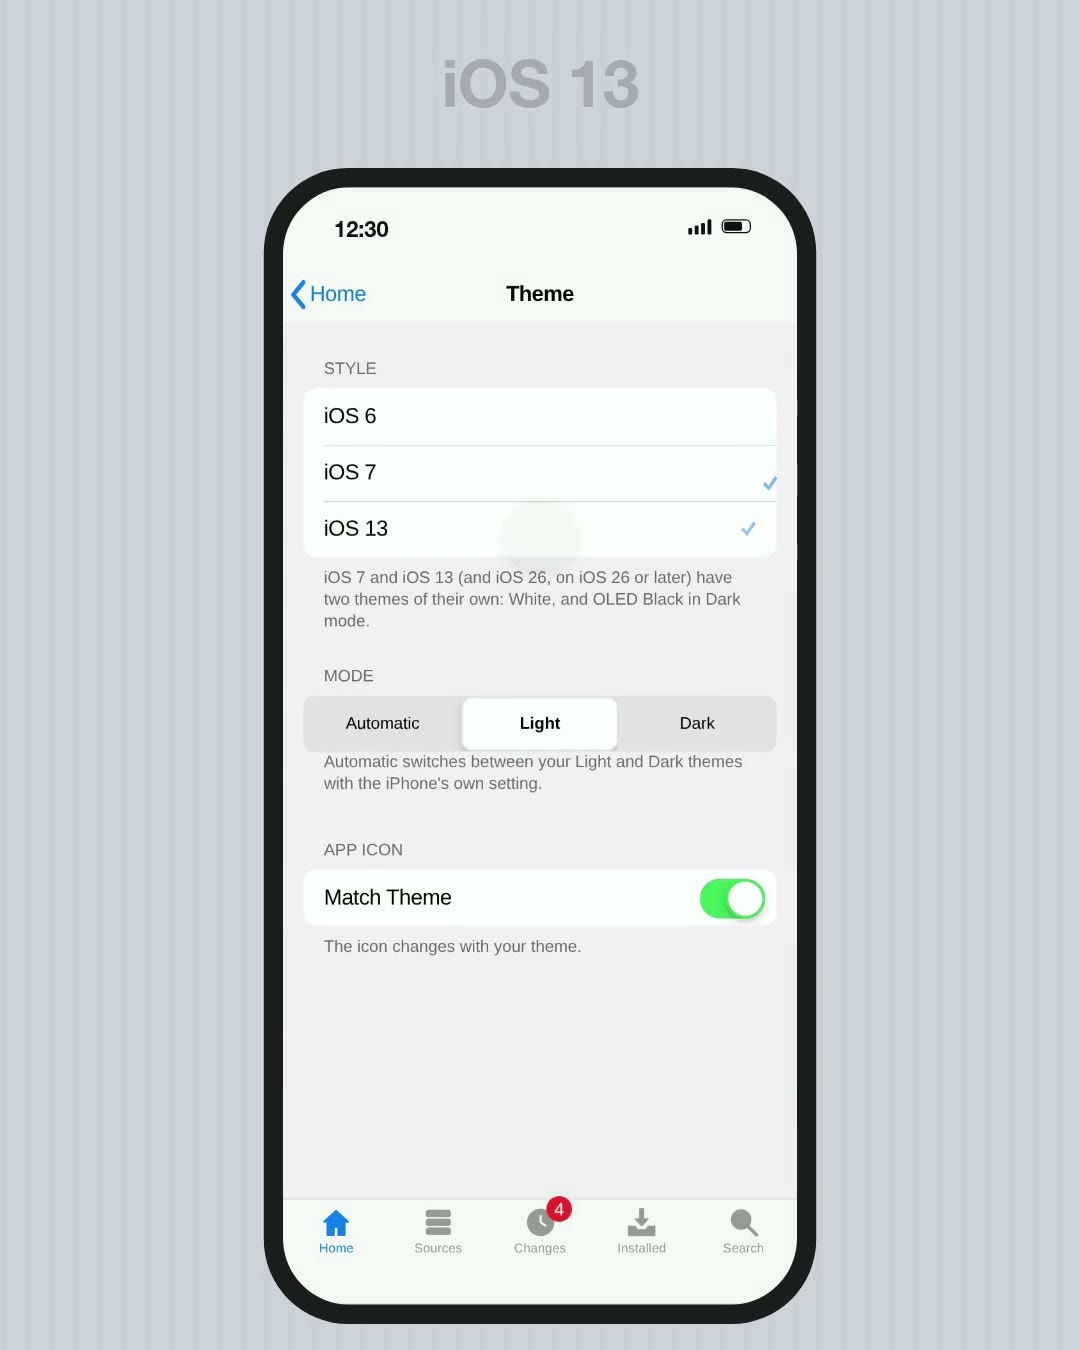 iOS 13
12:30
Home
Theme
STYLE
iOS 6
iOS 7
iOS 13
iOS 7 and iOS 13 (and iOS 26, on iOS 26 or later) have
two themes of their own: White, and OLED Black in Dark
mode.
MODE
Automatic
Light
Dark
Automatic switches between your Light and Dark themes
with the iPhone's own setting.
APP ICON
Match Theme
The icon changes with your theme.
4
Home
Sources
Changes
Installed
Search